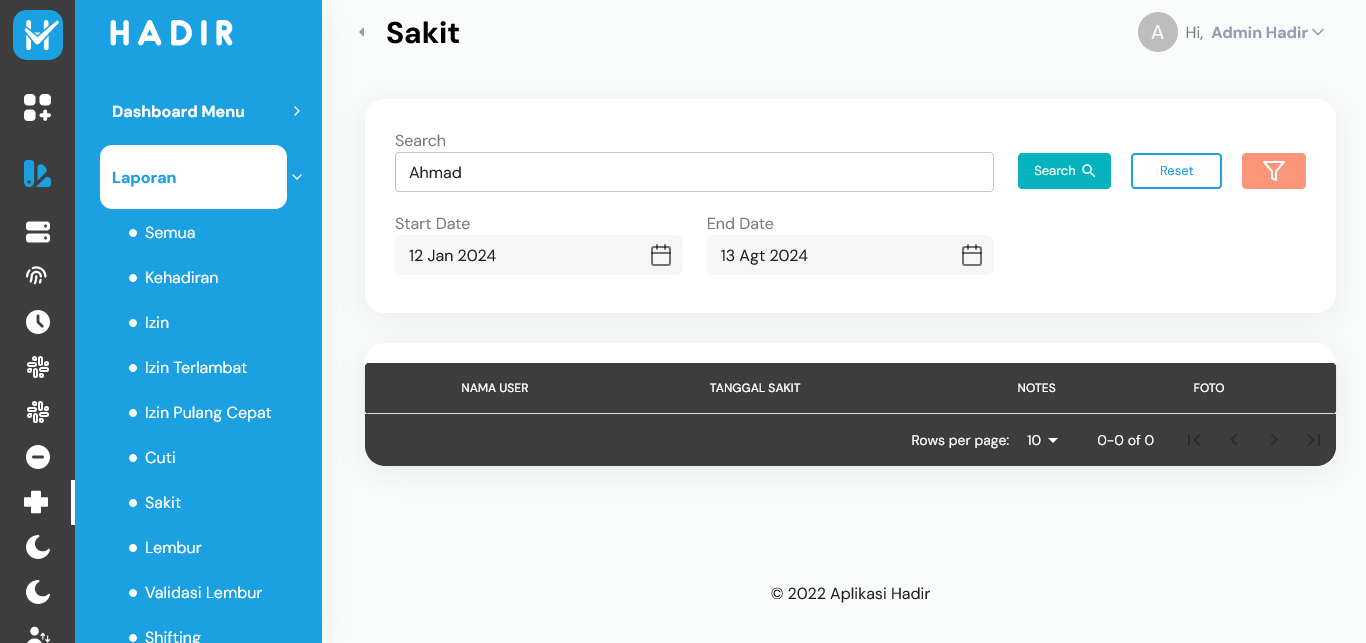 HADIR
Sakit
A
Hi, Admin Hadir
Dashboard Menu
Laporan
Semua
Kehadiran
Izin
Izin Terlambat
Izin Pulang Cepat
Cuti
Sakit
Lembur
Validasi Lembur
Shifting
Search
Ahmad
Search
Reset
Start Date
End Date
12 Jan 2024
13 Agt 2024
NAMA USER
TANGGAL SAKIT
NOTES
FOTO
Rows per page: 10
0-0 of 0
© 2022 Aplikasi Hadir